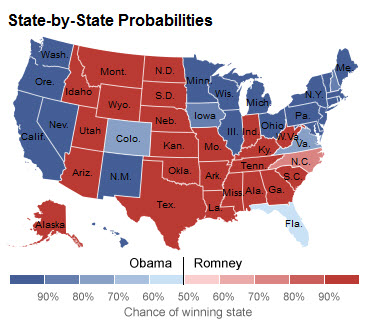 State-by-State Probabilities
Wash.
Me.
Mont.
N.D.
Minn.
Ore.
Idaho
S.D.
Wis.
N.Y.
Wyo.
Mich.
Neb.
Iowa
Pa.
Nev.
Utah
Colo.
Ill.
Ind.
Ohio
W.Va.
Va.
Calif.
Kan.
Mo.
Ky.
N.C.
Ariz.
N.M.
Okla.
Ark.
Tenn.
S.C.
Tex.
La.
Miss.
Ala.
Ga.
Alaska
Fla.
Obama Romney
90% 80% 70% 60% 50% 60% 70% 80% 90%
Chance of winning state